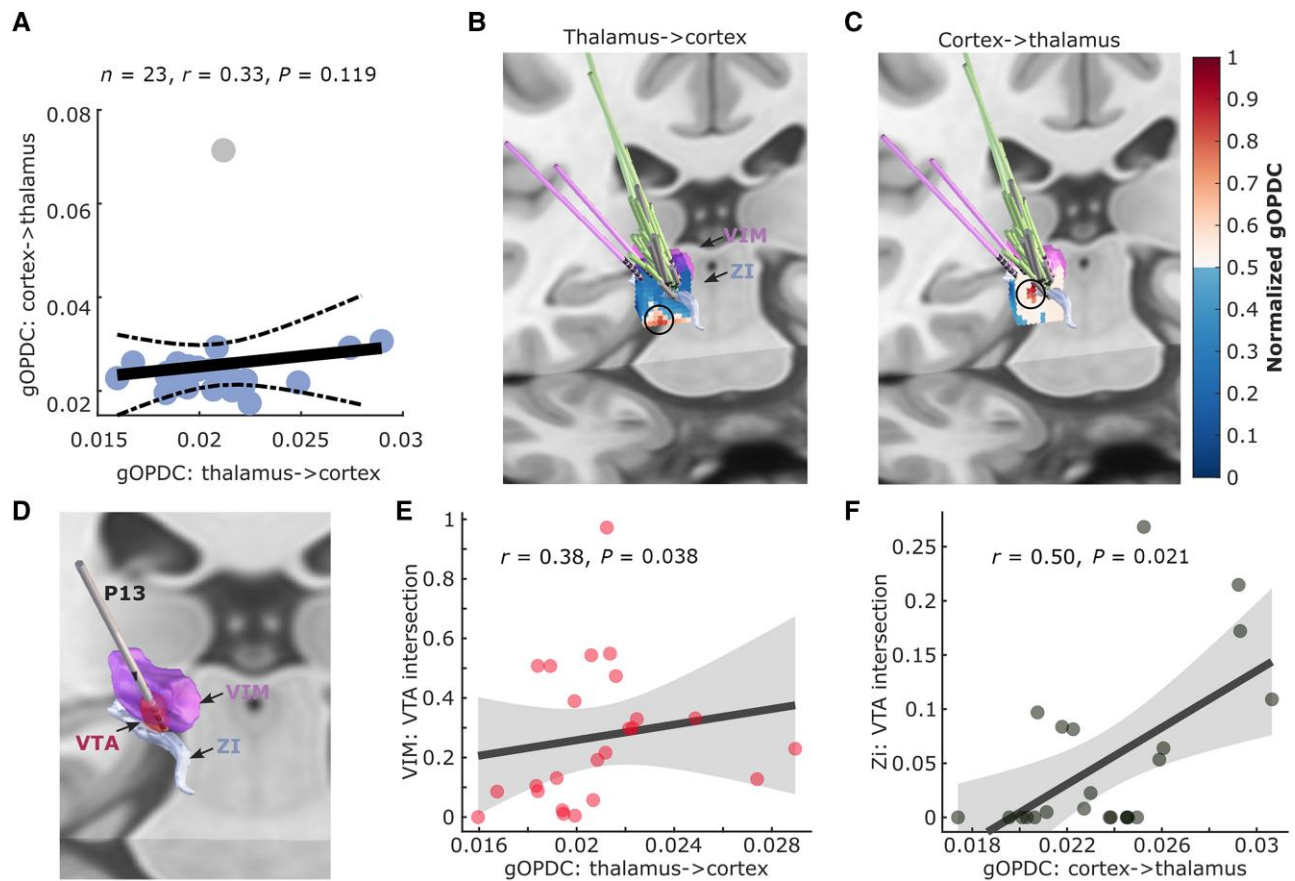 A
n = 23, r = 0.33, P = 0.119
gOPDC: cortex->thalamus
0.08
0.06
0.04
0.02
0.015
0.02
0.025
0.03
gOPDC: thalamus->cortex
B
Thalamus->cortex
VIM
ZI
C
Cortex->thalamus
1
0.9
0.8
0.7
0.6
0.5
0.4
0.3
0.2
0.1
0
Normalized gOPDC
D
P13
VIM
VTA
ZI
E
r = 0.38, P = 0.038
VIM: VTA intersection
1
0.8
0.6
0.4
0.2
0
0.016
0.02
0.024
0.028
gOPDC: thalamus->cortex
F
r = 0.50, P = 0.021
Zi: VTA intersection
0.25
0.2
0.15
0.1
0.05
0
0.018
0.022
0.026
0.03
gOPDC: cortex->thalamus